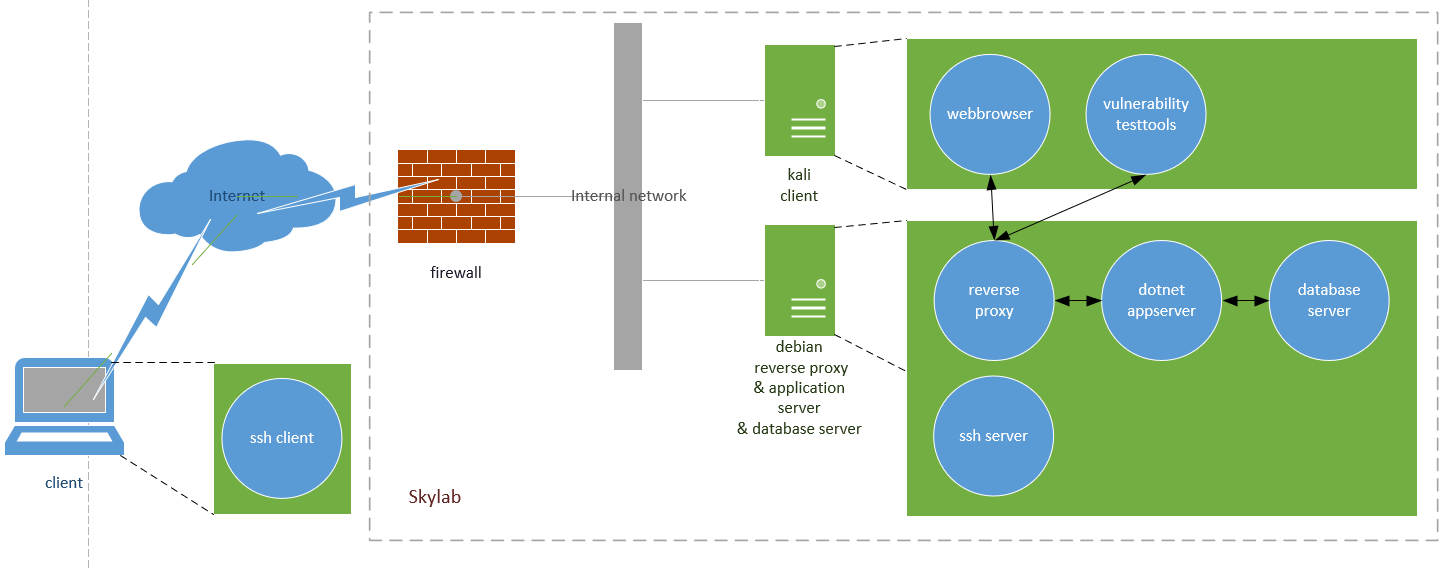 webbrowser
vulnerability
testtools
kali
client
Internet
Internal network
firewall
reverse
proxy
dotnet
appserver
database
server
debian
reverse proxy
& application
server
& database server
ssh client
ssh server
client
Skylab